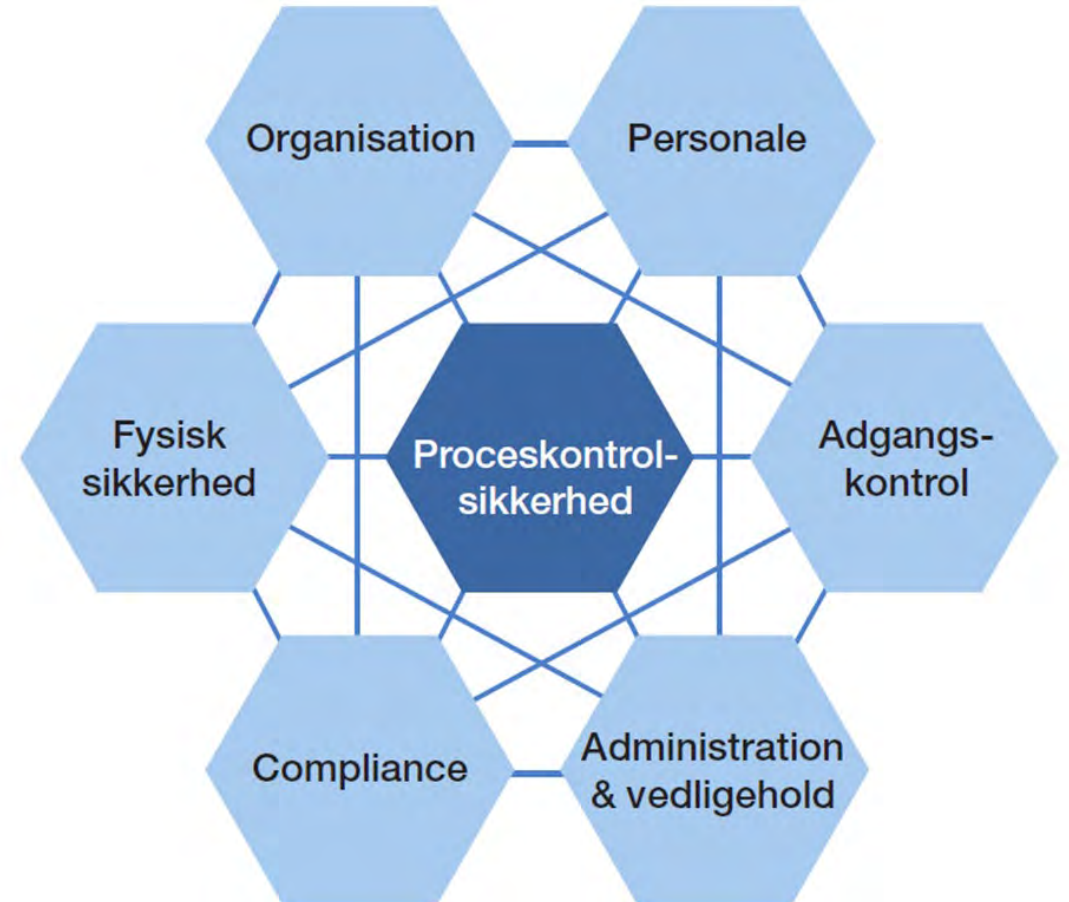 Organisation
Personale
Fysisk
sikkerhed
Proceskontrol-
sikkerhed
Adgangs-
kontrol
Compliance
Administration
& vedligehold